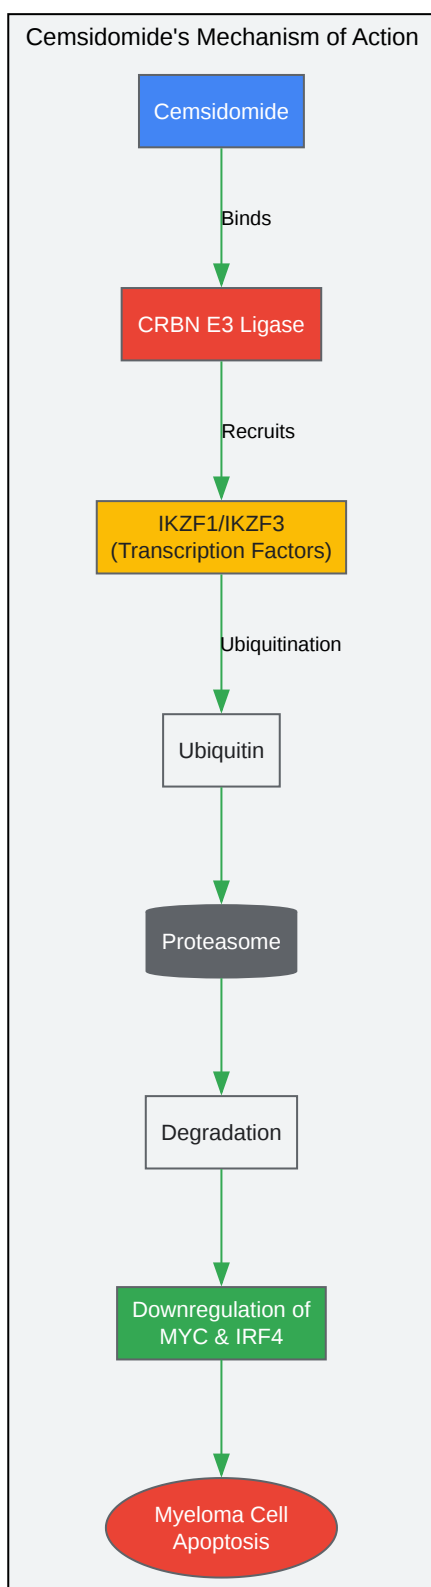 Cemsidomide's Mechanism of Action
Cemsidomide
Binds
CRBN E3 Ligase
Recruits
IKZF1/IKZF3
(Transcription Factors)
Ubiquitination
Ubiquitin
Proteasome
Degradation
Downregulation of
MYC & IRF4
Myeloma Cell
Apoptosis